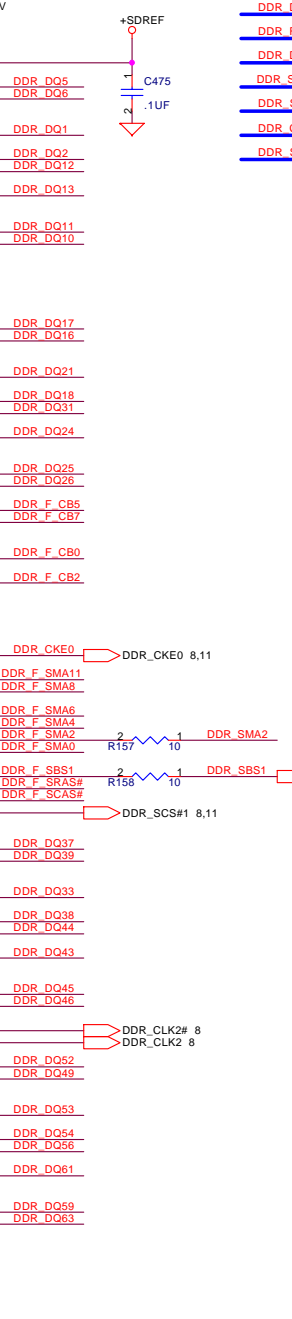 V
+SDREF
1
C475
2
.1UF
DDR_DQ5
DDR_DQ6
DDR_DQ1
DDR_DQ2
DDR_DQ12
DDR_DQ13
DDR_DQ11
DDR_DQ10
DDR_DQ17
DDR_DQ16
DDR_DQ21
DDR_DQ18
DDR_DQ31
DDR_DQ24
DDR_DQ25
DDR_DQ26
DDR_F_CB5
DDR_F_CB7
DDR_F_CB0
DDR_F_CB2
DDR_CKE0 DDR_CKE0 8,11
DDR_F_SMA11
DDR_F_SMA8
DDR_F_SMA6
DDR_F_SMA4
DDR_F_SMA2 2 1 DDR_SMA2
DDR_F_SMA0 R157 10
DDR_F_SBS1 2 1 DDR_SBS1
DDR_F_SRAS# R158 10
DDR_F_SCAS#
DDR_SCS#1 8,11
DDR_DQ37
DDR_DQ39
DDR_DQ33
DDR_DQ38
DDR_DQ44
DDR_DQ43
DDR_DQ45
DDR_DQ46
DDR_CLK2# 8
DDR_CLK2 8
DDR_DQ52
DDR_DQ49
DDR_DQ53
DDR_DQ54
DDR_DQ56
DDR_DQ61
DDR_DQ59
DDR_DQ63